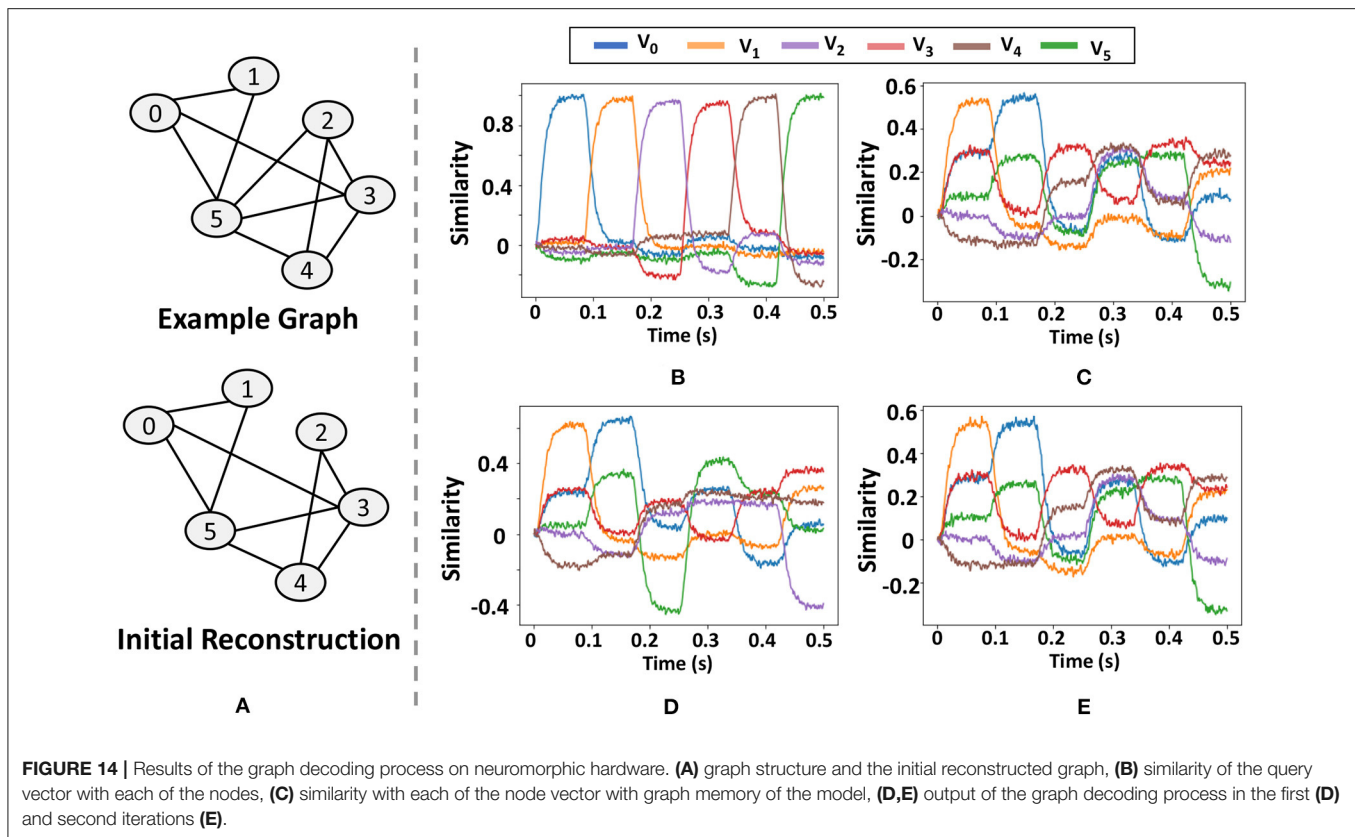 V0 V1 V2 V3 V4 V5
1
0
2
3
5
4
Example Graph
1
0
2
3
5
4
Initial Reconstruction
A
Similarity
0.8
0.4
0
0 0.1 0.2 0.3 0.4 0.5
Time (s)
B
Similarity
0.6
0.4
0.2
0
-0.2
0 0.1 0.2 0.3 0.4 0.5
Time (s)
C
Similarity
0.4
0
-0.4
0 0.1 0.2 0.3 0.4 0.5
Time (s)
D
Similarity
0.6
0.4
0.2
0
-0.2
0 0.1 0.2 0.3 0.4 0.5
Time (s)
E
FIGURE 14 | Results of the graph decoding process on neuromorphic hardware. (A) graph structure and the initial reconstructed graph, (B) similarity of the query
vector with each of the nodes, (C) similarity with each of the node vector with graph memory of the model, (D,E) output of the graph decoding process in the first (D)
and second iterations (E).